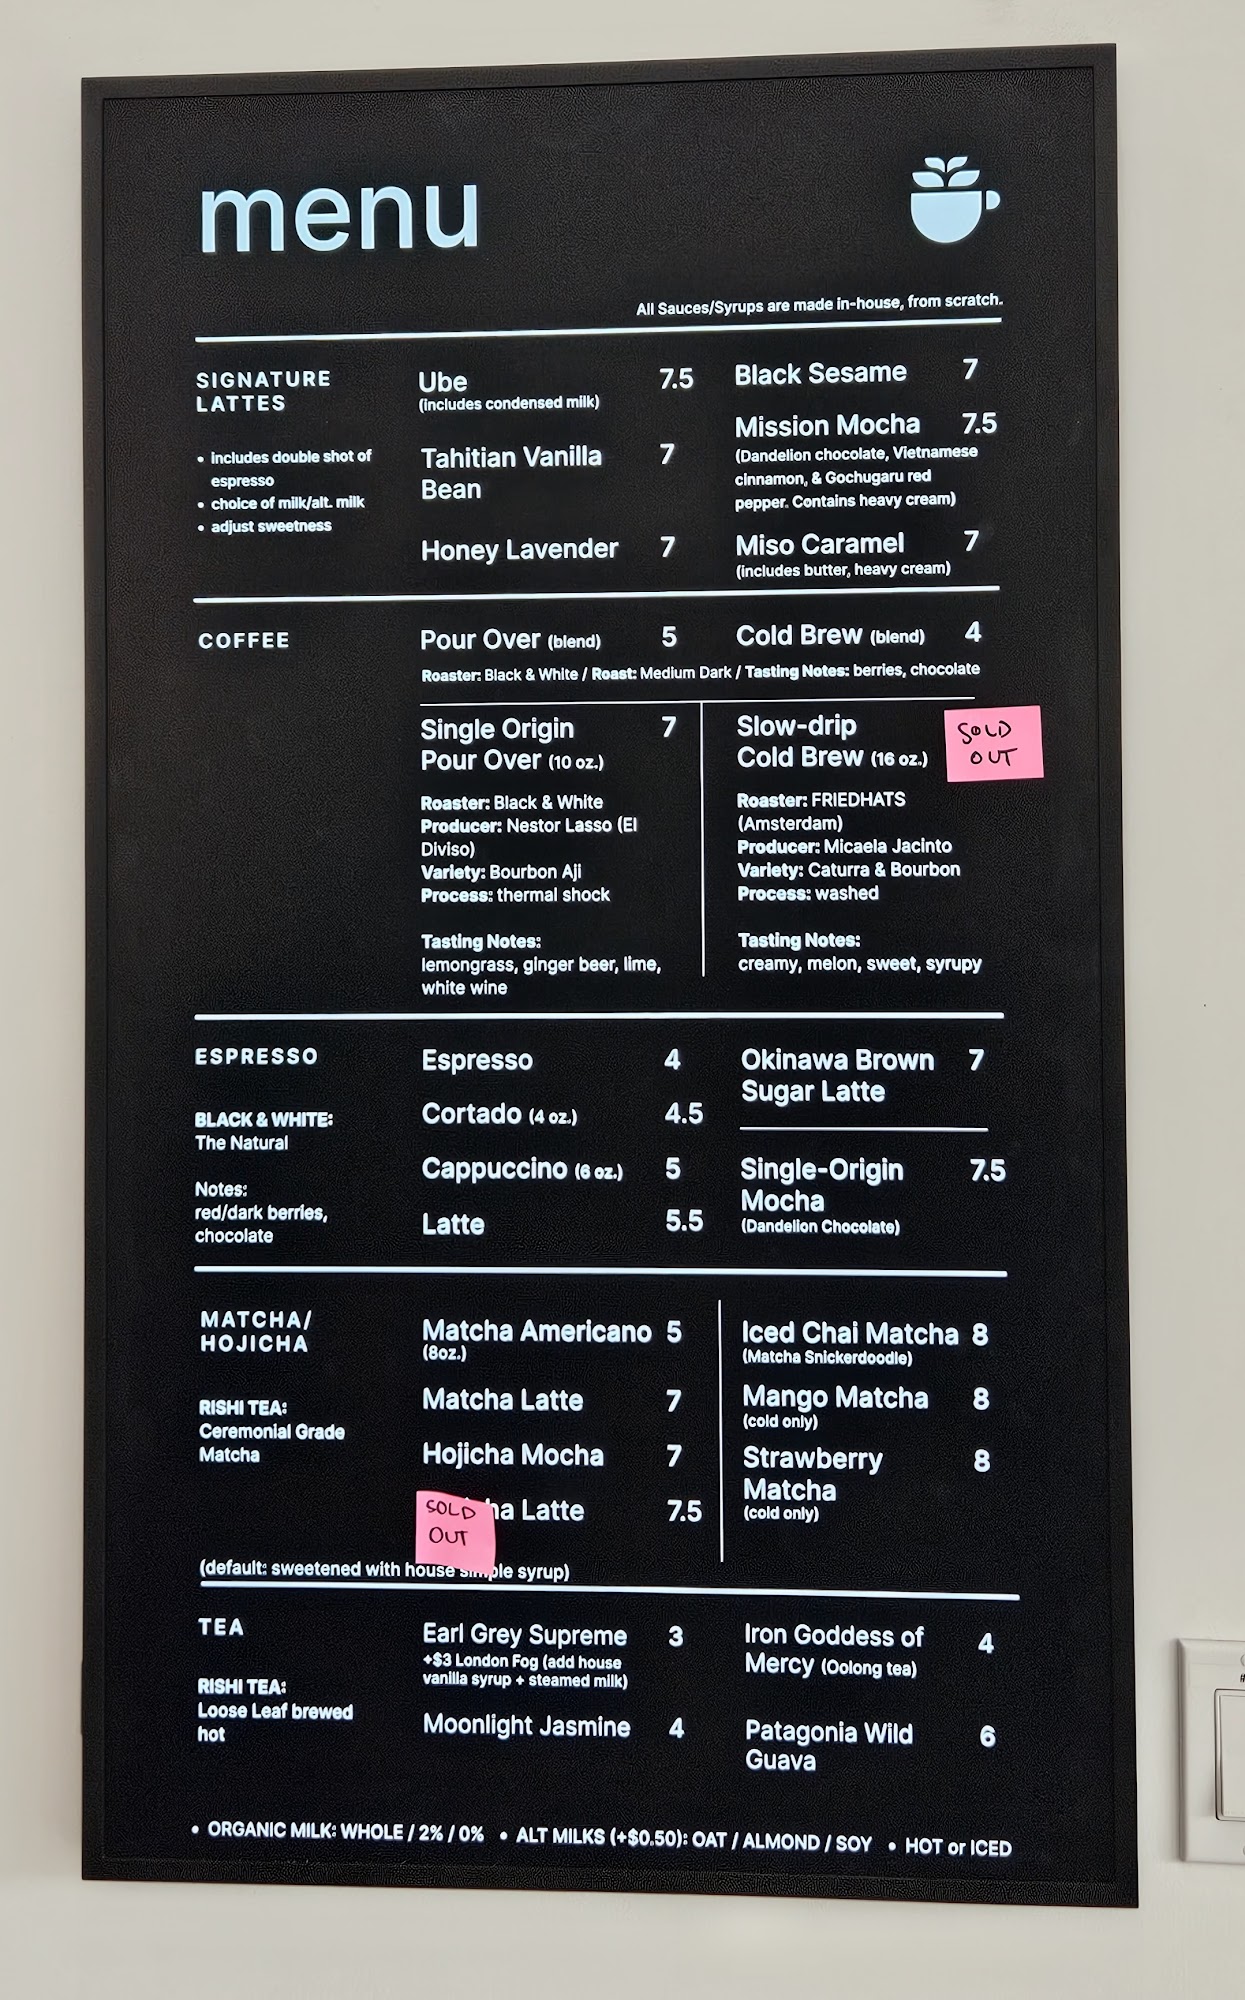 menu
All Sauces/Syrups are made in-house, from scratch.
SIGNATURE
LATTES
• includes double shot of
espresso
• choice of milk/alt. milk
• adjust sweetness
Ube 7.5
(includes condensed milk)
Tahitian Vanilla 7
Bean
Honey Lavender 7
Black Sesame 7
Mission Mocha 7.5
(Dandelion chocolate, Vietnamese
cinnamon, & Gochugaru red
pepper. Contains heavy cream)
Miso Caramel 7
(includes butter, heavy cream)
COFFEE
Pour Over (blend) 5
Cold Brew (blend) 4
Roaster: Black & White / Roast: Medium Dark / Tasting Notes: berries, chocolate
Single Origin 7
Pour Over (10 oz.)
Roaster: Black & White
Producer: Nestor Lasso (El
Diviso)
Variety: Bourbon Aji
Process: thermal shock
Tasting Notes:
lemongrass, ginger beer, lime,
white wine
Slow-drip
Cold Brew (16 oz.)
SOLD
OUT
Roaster: FRIEDHATS
(Amsterdam)
Producer: Micaela Jacinto
Variety: Caturra & Bourbon
Process: washed
Tasting Notes:
creamy, melon, sweet, syrupy
ESPRESSO
BLACK & WHITE:
The Natural
Notes:
red/dark berries,
chocolate
Espresso 4
Cortado (4 oz.) 4.5
Cappuccino (6 oz.) 5
Latte 5.5
Okinawa Brown 7
Sugar Latte
Single-Origin 7.5
Mocha
(Dandelion Chocolate)
MATCHA/
HOJICHA
RISHI TEA:
Ceremonial Grade
Matcha
Matcha Americano 5
(8oz.)
Matcha Latte 7
Hojicha Mocha 7
Latte 7.5
SOLD
OUT
(default: sweetened with house syrup)
Iced Chai Matcha 8
(Matcha Snickerdoodle)
Mango Matcha 8
(cold only)
Strawberry 8
Matcha
(cold only)
TEA
RISHI TEA:
Loose Leaf brewed
hot
Earl Grey Supreme 3
+$3 London Fog (add house
vanilla syrup + steamed milk)
Moonlight Jasmine 4
Iron Goddess of 4
Mercy (Oolong tea)
Patagonia Wild 6
Guava
• ORGANIC MILK: WHOLE / 2% / 0% • ALT MILKS (+$0.50): OAT / ALMOND / SOY • HOT or ICED